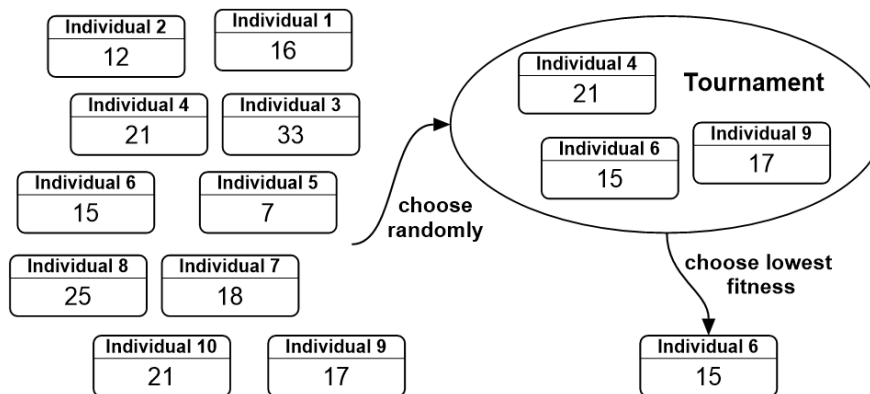 Individual 2
12
Individual 1
16
Individual 4
21
Individual 3
33
Individual 6
15
Individual 5
7
Individual 8
25
Individual 7
18
Individual 10
21
Individual 9
17
choose
randomly
Tournament
Individual 4
21
Individual 6
15
Individual 9
17
choose lowest
fitness
Individual 6
15